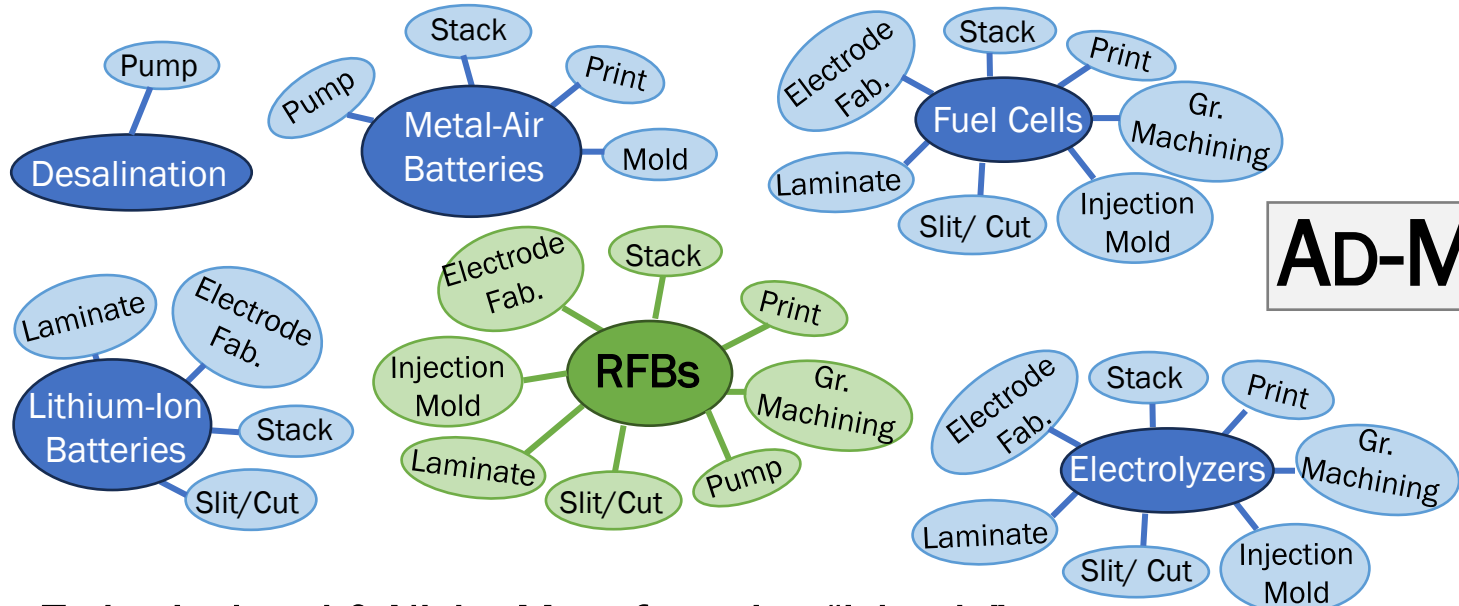 Pump
Desalination
Stack
Pump
Print
Metal-Air
Batteries
Mold
Electrode
Fab.
Stack
Print
Fuel Cells
Gr.
Machining
Laminate
Slit/ Cut
Injection
Mold
AD-M
Laminate
Electrode
Fab.
Lithium-Ion
Batteries
Stack
Slit/Cut
Electrode
Fab.
Stack
Print
RFBs
Injection
Mold
Gr.
Machining
Laminate
Slit/Cut
Pump
Electrode
Fab.
Stack
Print
Electrolyzers
Gr.
Machining
Laminate
Slit/ Cut
Injection
Mold